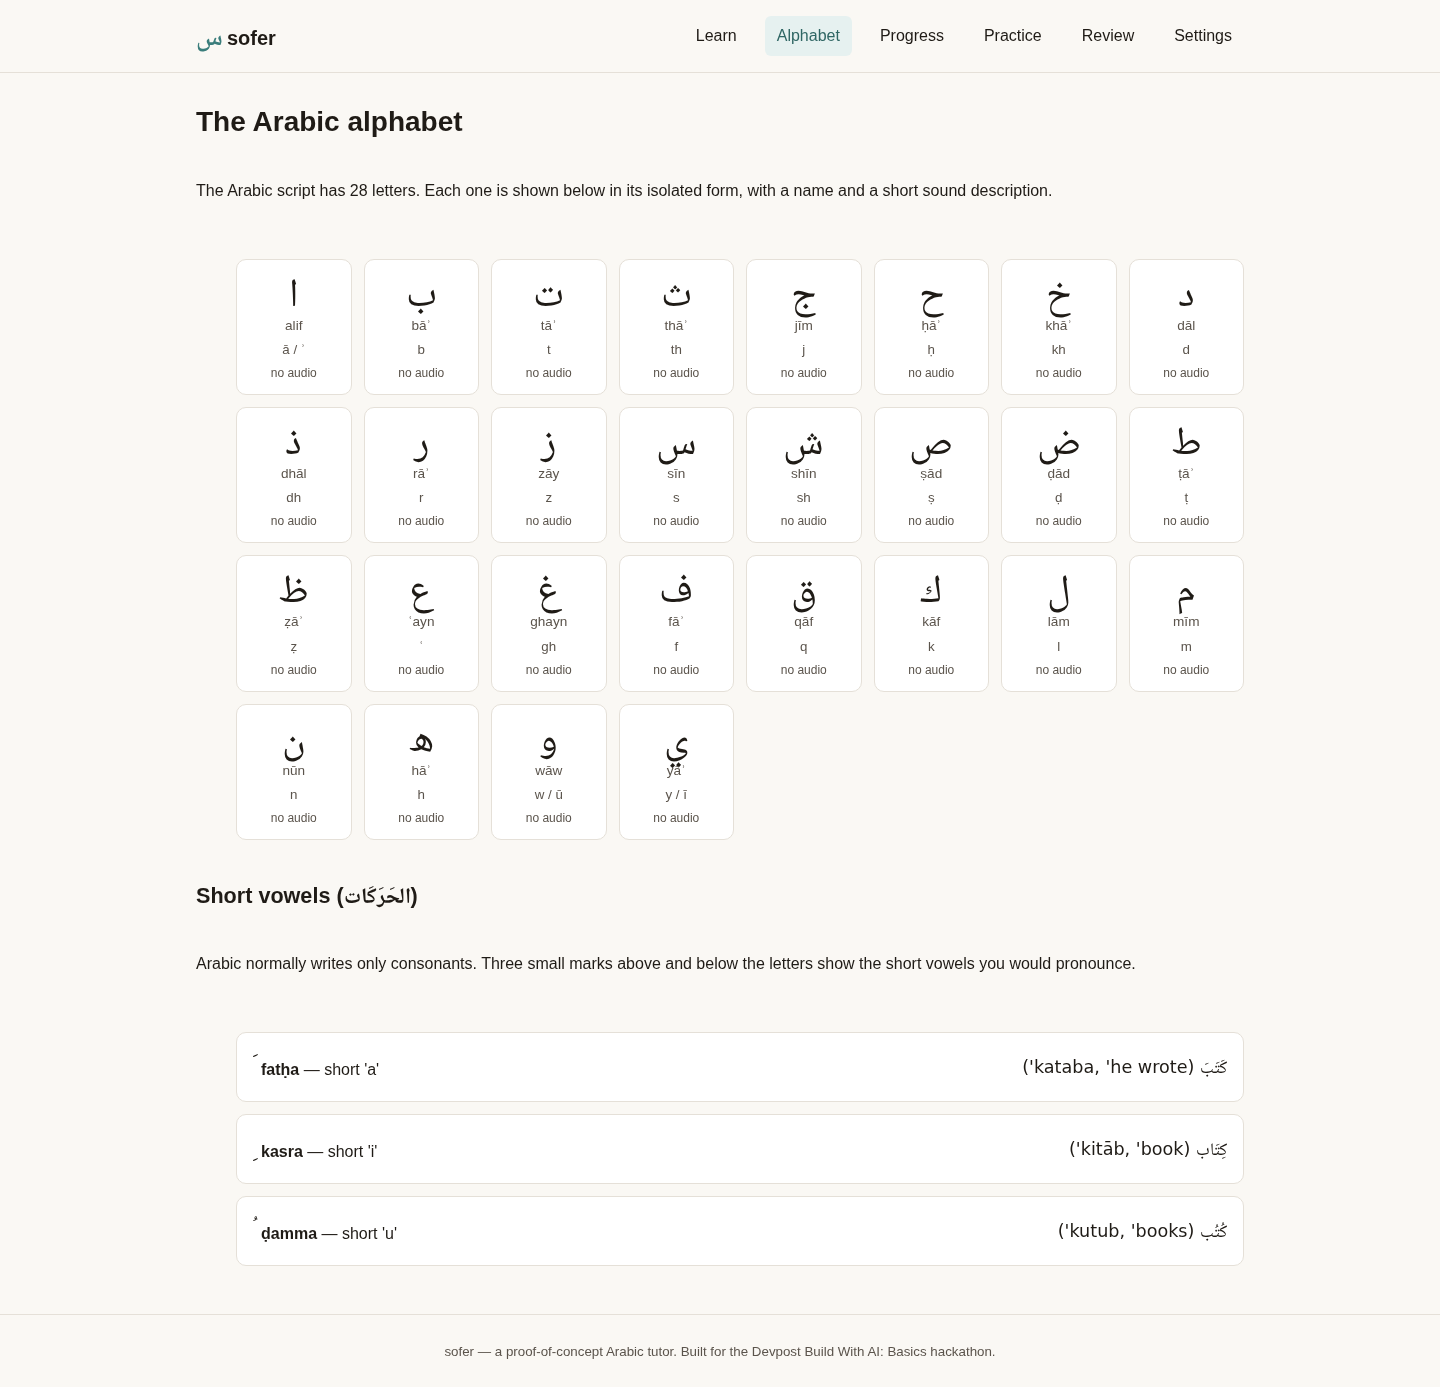 س sofer
Learn Alphabet Progress Practice Review Settings
The Arabic alphabet
The Arabic script has 28 letters. Each one is shown below in its isolated form, with a name and a short sound description.
ا ب ت ث ج ح خ د
alif bāʾ tāʾ thāʾ jīm ḥāʾ khāʾ dāl
ā / ʾ b t th j ḥ kh d
no audio no audio no audio no audio no audio no audio no audio no audio
ذ ر ز س ش ص ض ط
dhāl rāʾ zāy sīn shīn ṣād ḍād ṭāʾ
dh r z s sh ṣ ḍ ṭ
no audio no audio no audio no audio no audio no audio no audio no audio
ظ ع غ ف ق ك ل م
ẓāʾ ʿayn ghayn fāʾ qāf kāf lām mīm
ẓ ʿ gh f q k l m
no audio no audio no audio no audio no audio no audio no audio no audio
ن ه و ي
nūn hāʾ wāw yāʾ
n h w / ū y / ī
no audio no audio no audio no audio
Short vowels (الحَرَكَات)
Arabic normally writes only consonants. Three small marks above and below the letters show the short vowels you would pronounce.
َ fatḥa — short 'a' كَتَبَ (kataba, 'he wrote')
ِ kasra — short 'i' كِتَاب (kitāb, 'book')
ُ ḍamma — short 'u' كُتُب (kutub, 'books')
sofer — a proof-of-concept Arabic tutor. Built for the Devpost Build With AI: Basics hackathon.